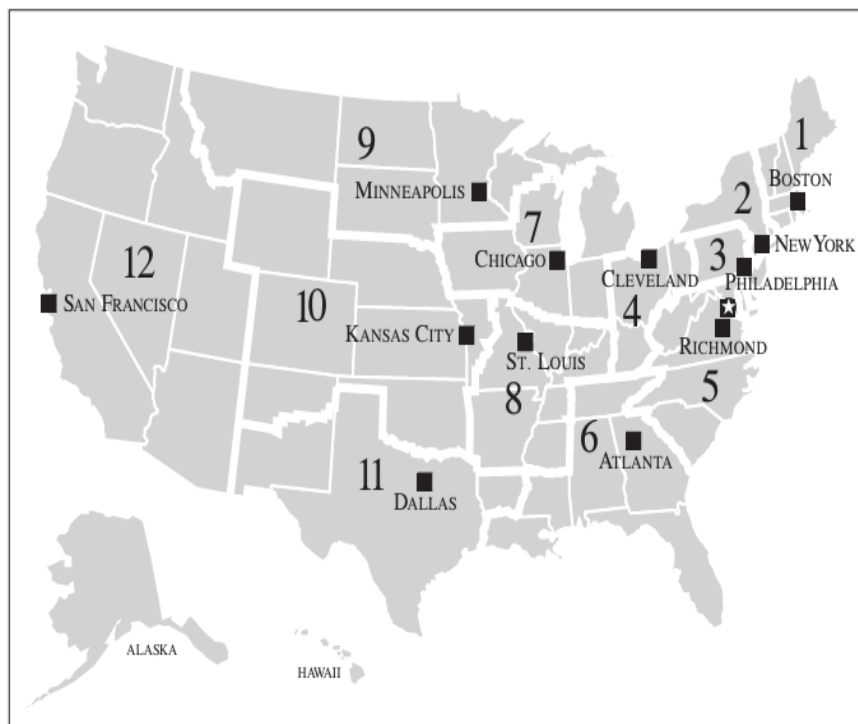 1
9
BOSTON
MINNEAPOLIS
2
7
NEW YORK
12
3
CHICAGO
CLEVELAND
PHILADELPHIA
SAN FRANCISCO
10
4
KANSAS CITY
RICHMOND
ST. LOUIS
5
8
6
ATLANTA
11
DALLAS
ALASKA
HAWAII